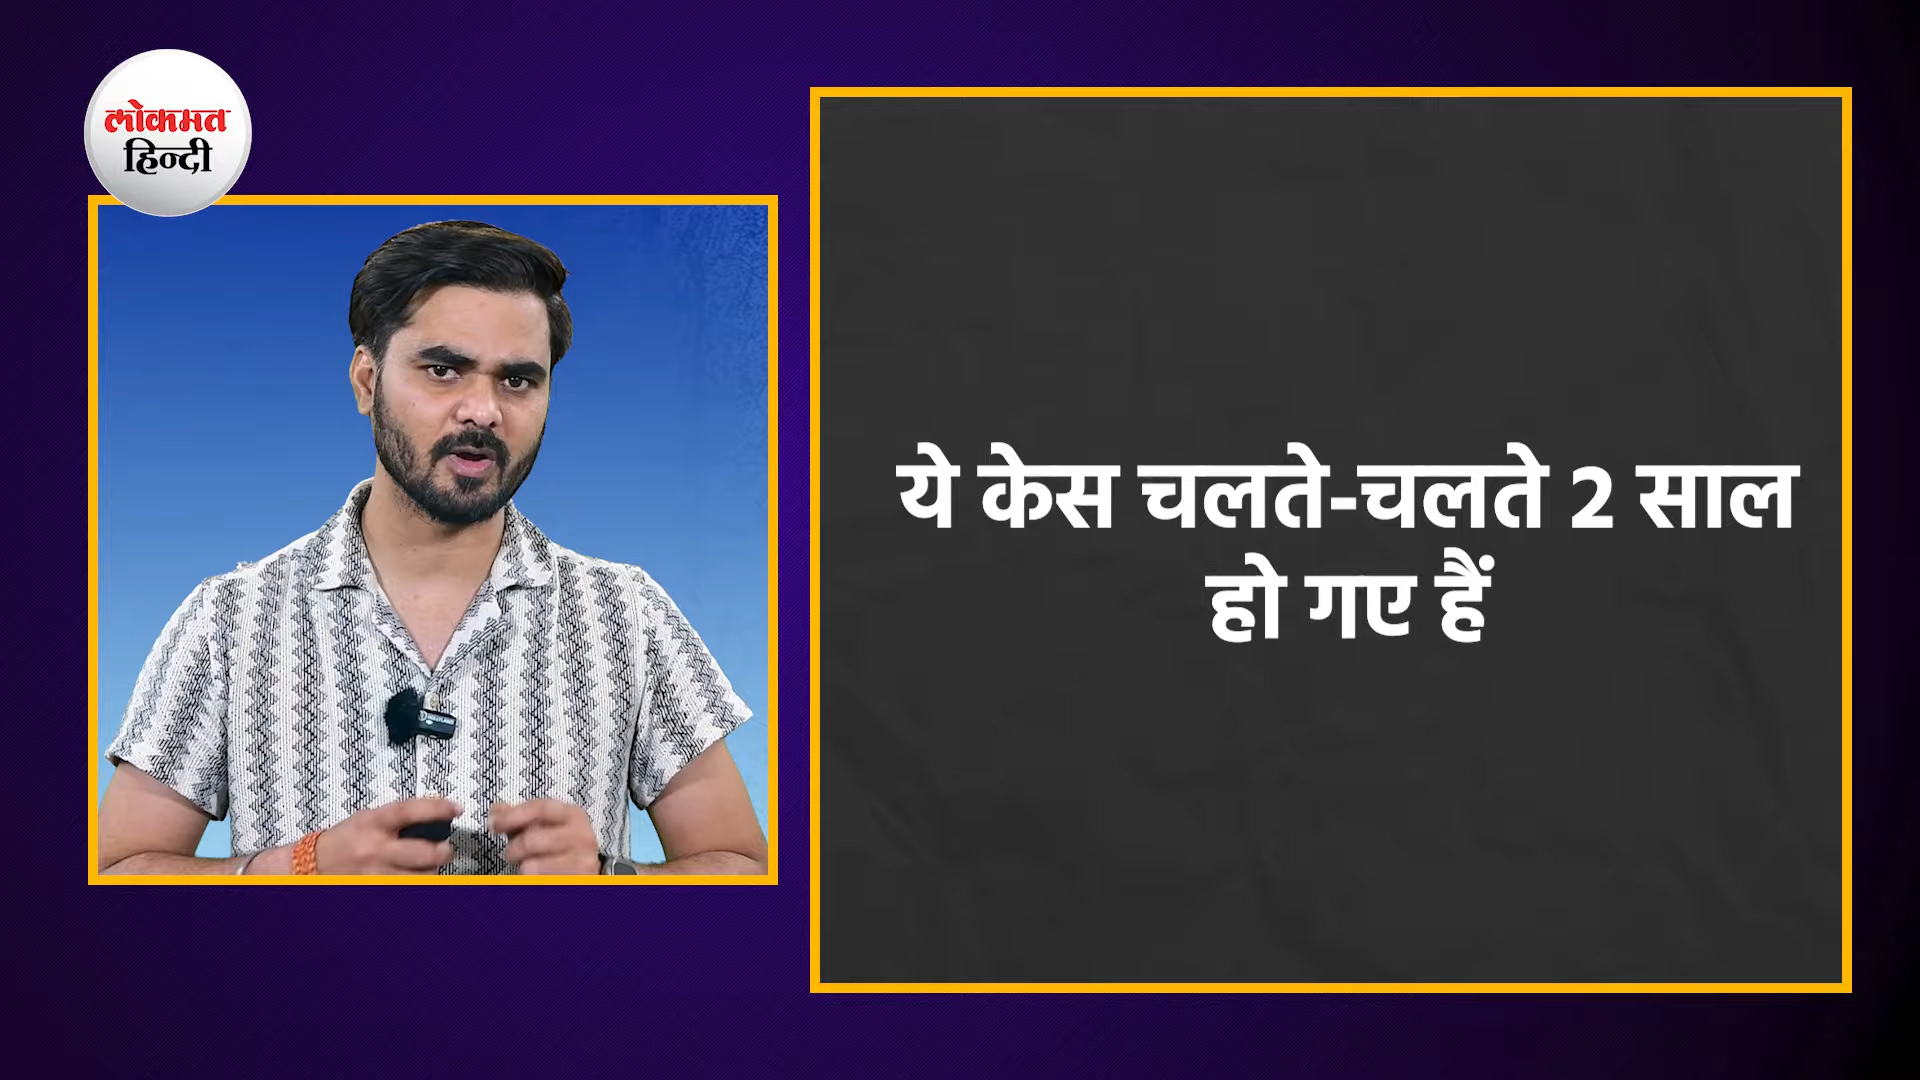 लोकमत
हिन्दी
ये केस चलते-चलते 2 साल
हो गए हैं